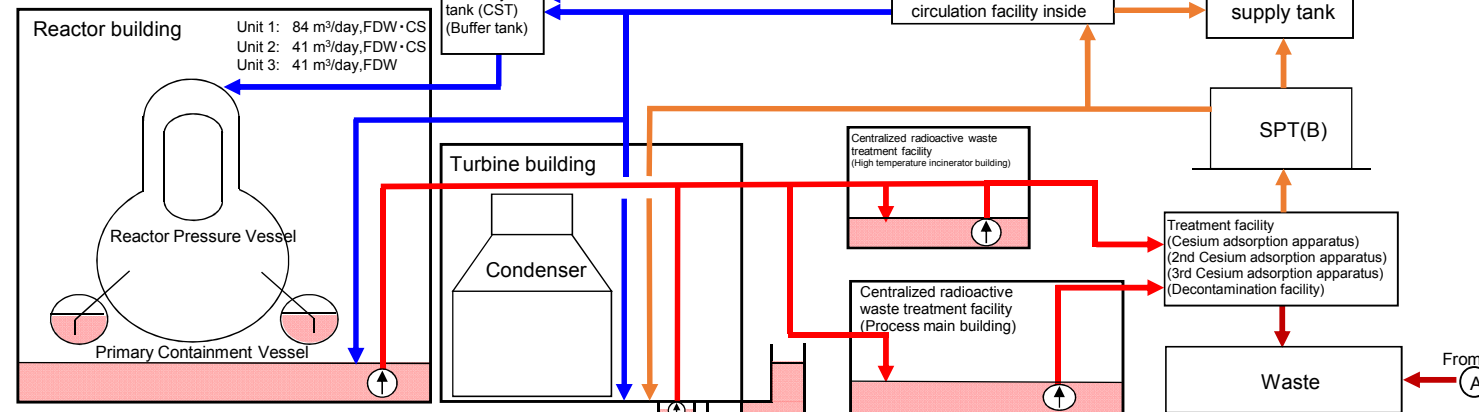 tank (CST)
(Buffer tank)
circulation facility inside
supply tank
Reactor building
Unit 1: 84 m³/day,FDW・CS
Unit 2: 41 m³/day,FDW・CS
Unit 3: 41 m³/day,FDW
SPT(B)
Centralized radioactive waste
treatment facility
(High temperature incinerator building)
Turbine building
Reactor Pressure Vessel
Condenser
Treatment facility
(Cesium adsorption apparatus)
(2nd Cesium adsorption apparatus)
(3rd Cesium adsorption apparatus)
(Decontamination facility)
Centralized radioactive
waste treatment facility
(Process main building)
Primary Containment Vessel
Waste
From
A